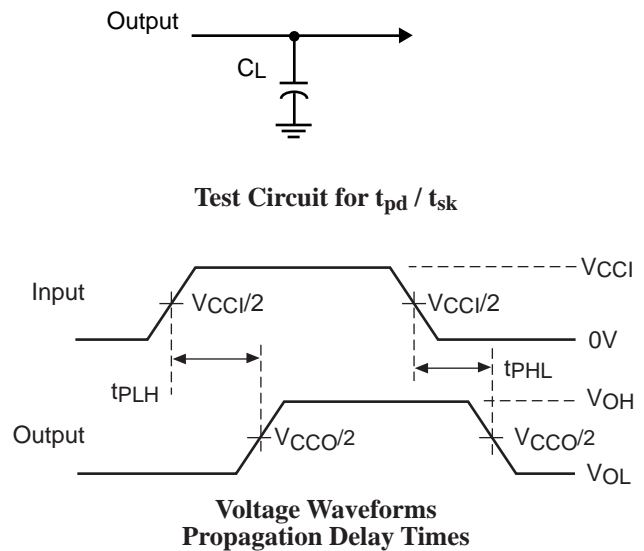 Output
CL
Test Circuit for tpd / tsk
VCCI
Input
VCCI/2
VCCI/2
0V
tPLH
tPHL
VOH
Output
VCCO/2
VCCO/2
VOL
Voltage Waveforms
Propagation Delay Times